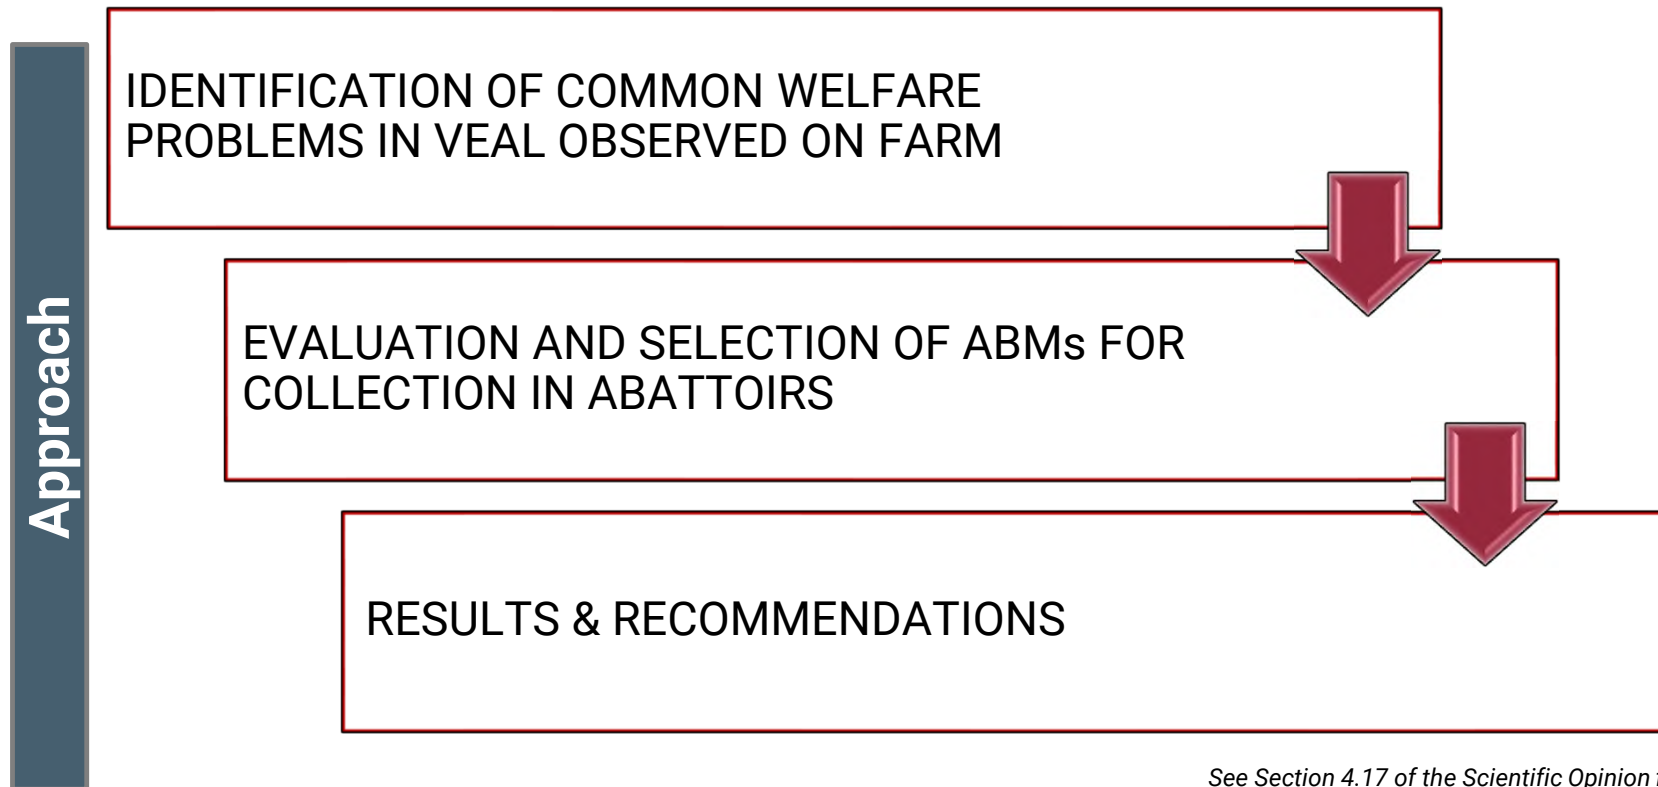 Approach
IDENTIFICATION OF COMMON WELFARE
PROBLEMS IN VEAL OBSERVED ON FARM
EVALUATION AND SELECTION OF ABMs FOR
COLLECTION IN ABATTOIRS
RESULTS & RECOMMENDATIONS
See Section 4.17 of the Scientific Opinion